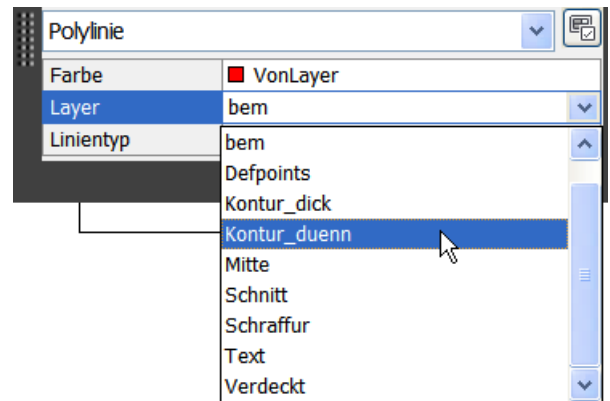 Polylinie
Farbe VonLayer
Layer bem
Linientyp
bem
Defpoints
Kontur_dick
Kontur_duenn
Mitte
Schnitt
Schraffur
Text
Verdeckt